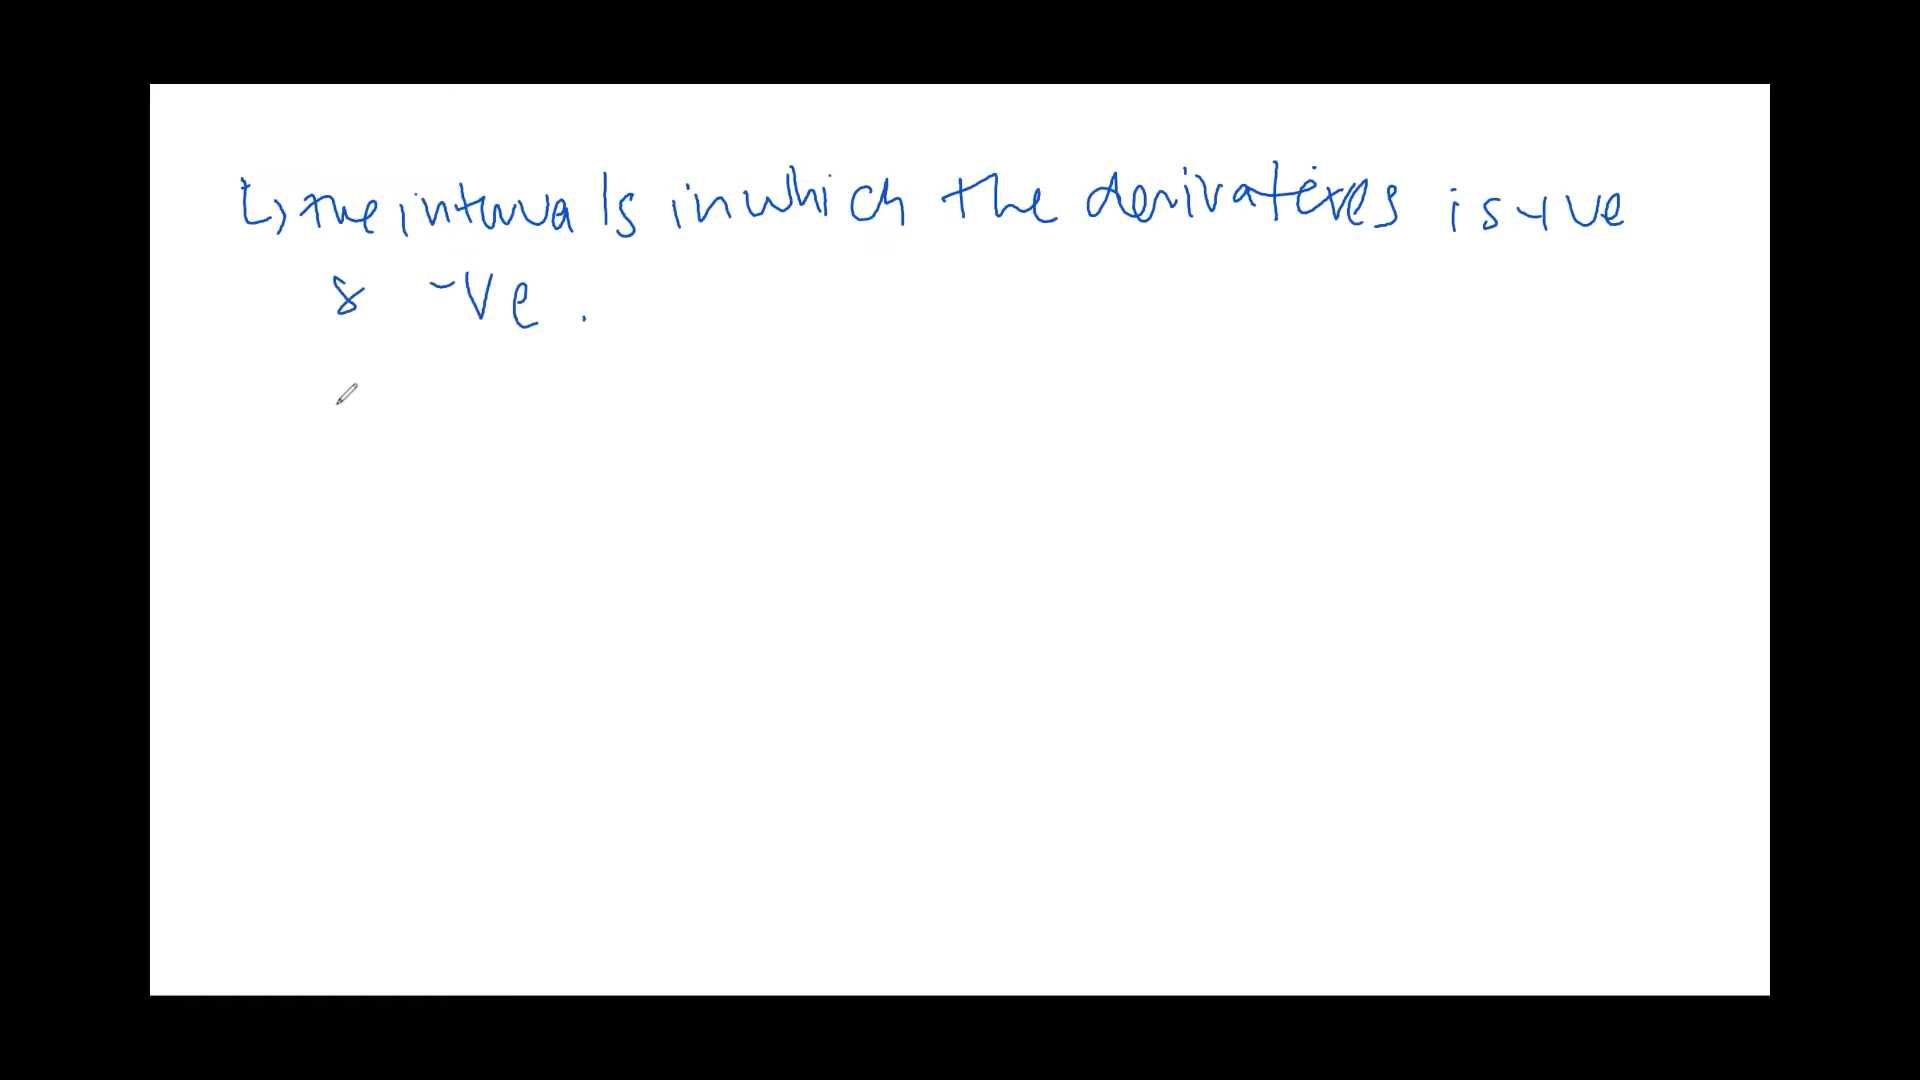 ↳ the intervals in which the derivatives is +ve
& -ve .